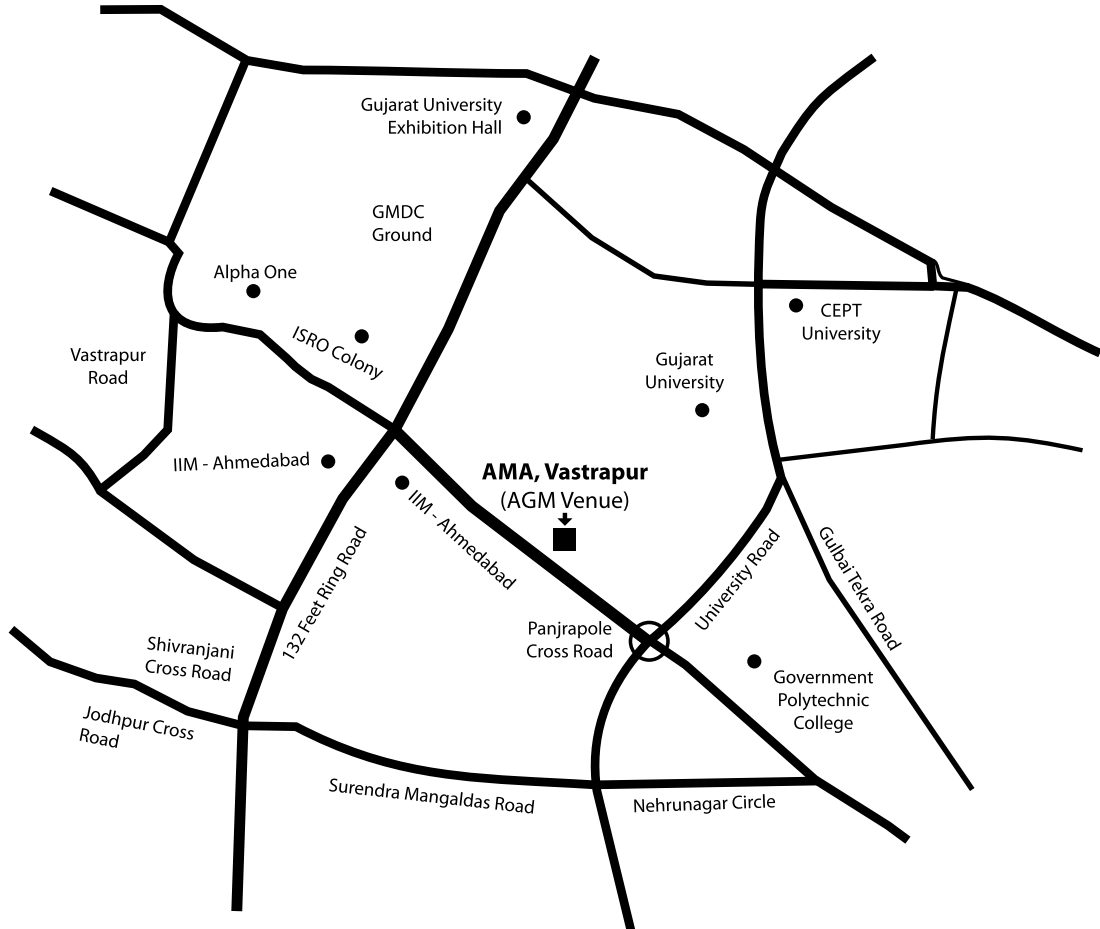 Gujarat University
Exhibition Hall
GMDC
Ground
Alpha One
ISRO Colony
CEPT
University
Vastrapur
Road
Gujarat
University
IIM - Ahmedabad
AMA, Vastrapur
(AGM Venue)
IIM - Ahmedabad
132 Feet Ring Road
University Road
Gulbai Tekra Road
Panjrapole
Cross Road
Shivranjani
Cross Road
Government
Polytechnic
College
Jodhpur Cross
Road
Surendra Mangaldas Road
Nehrunagar Circle